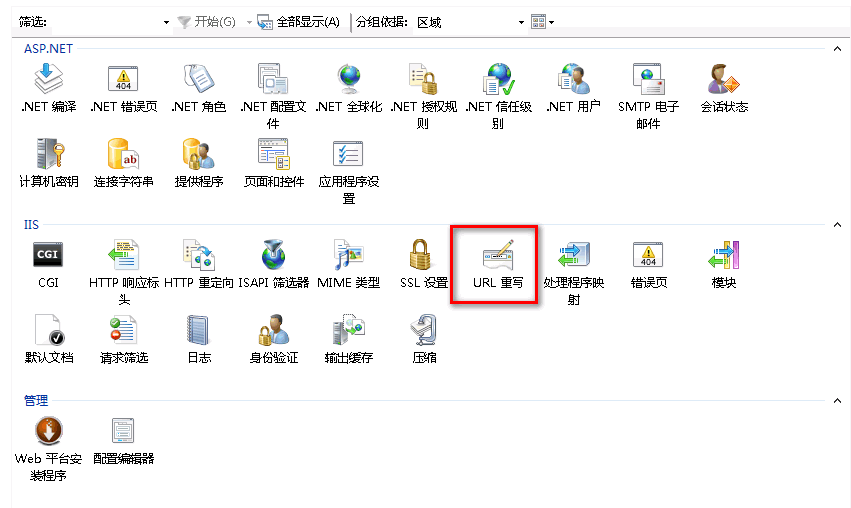 筛选: 开始(G) 全部显示(A) 分组依据: 区域
ASP.NET
.NET 编译 .NET 错误页 .NET 角色 .NET 配置文 .NET 全球化 .NET 授权规 .NET 信任级 .NET 用户 SMTP 电子 会话状态
件 则 别 邮件
计算机密钥 连接字符串 提供程序 页面和控件 应用程序设
置
IIS
CGI
404
CGI HTTP 响应标 HTTP 重定向 ISAPI 筛选器 MIME 类型 SSL 设置 URL 重写 处理程序映 错误页 模块
头 射
默认文档 请求筛选 日志 身份验证 输出缓存 压缩
管理
Web 平台安 配置编辑器
装程序